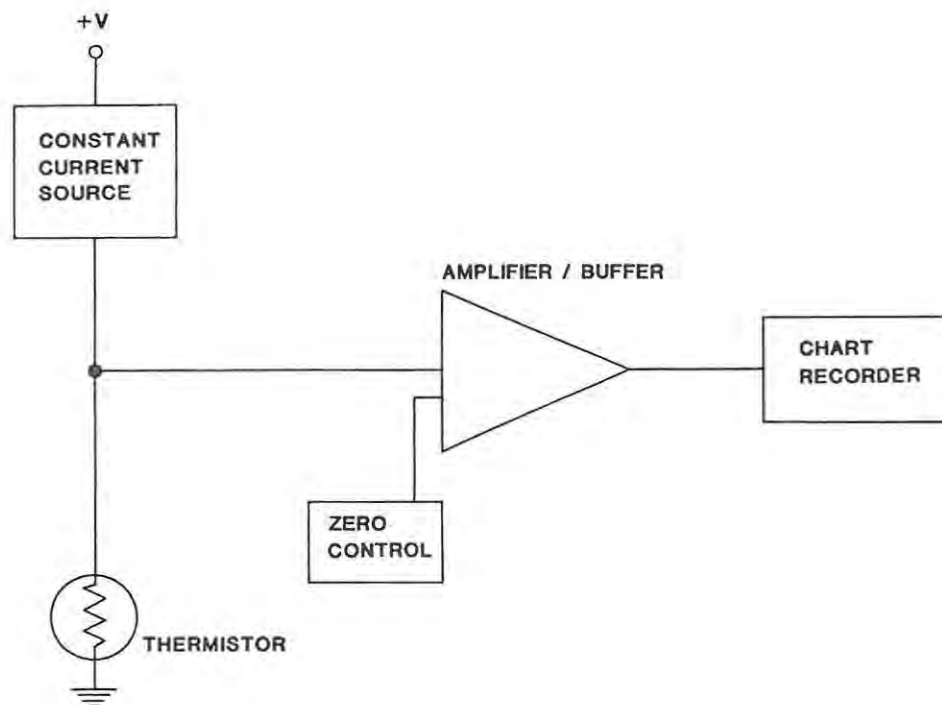 +V
CONSTANT
CURRENT
SOURCE
AMPLIFIER / BUFFER
CHART
RECORDER
ZERO
CONTROL
THERMISTOR